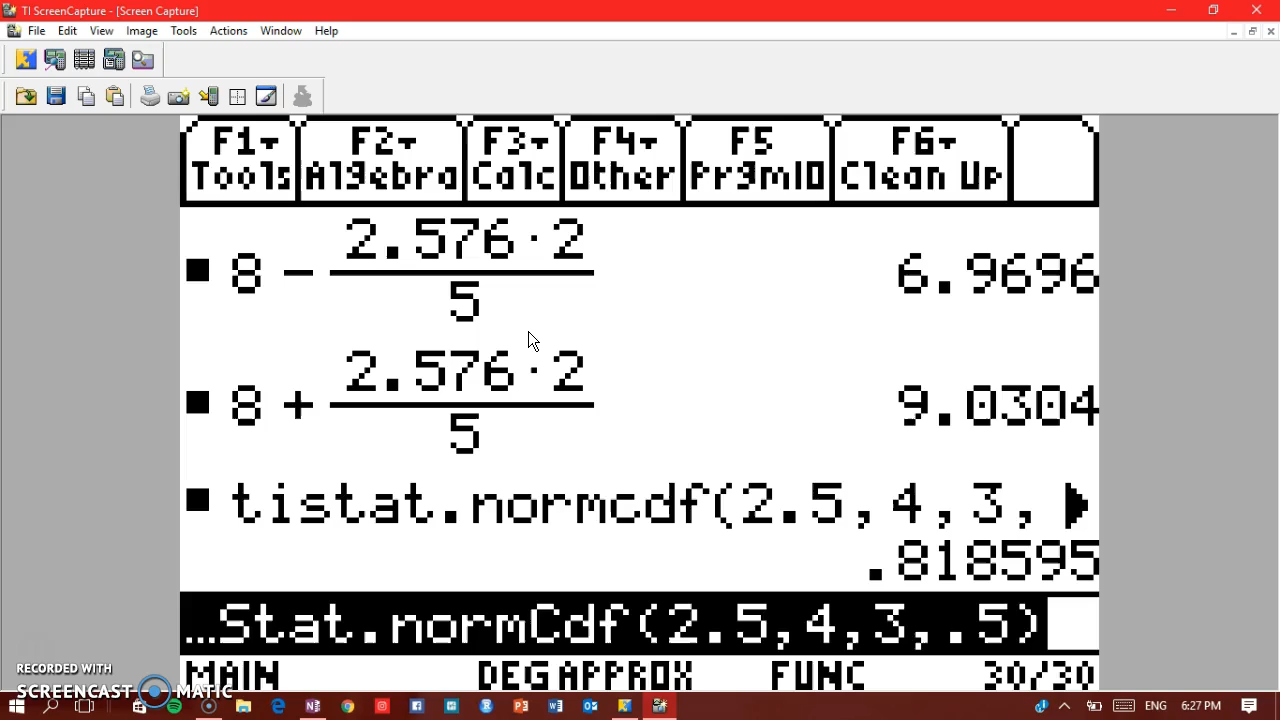 TI ScreenCapture - [Screen Capture]
File Edit View Image Tools Actions Window Help
F1 F2 F3 F4 F5 F6
Tools Algebra Calc Other PrgmIO Clean Up
8 - 2.576·2 / 5 6.9696
8 + 2.576·2 / 5 9.0304
tistat.normcdf(2.5,4,3,
.818595
…Stat.normCdf(2.5,4,3,.5)
MAIN DEG APPROX FUNC 30/30
RECORDED WITH
SCREENCAST MATIC
ENG 6:27 PM